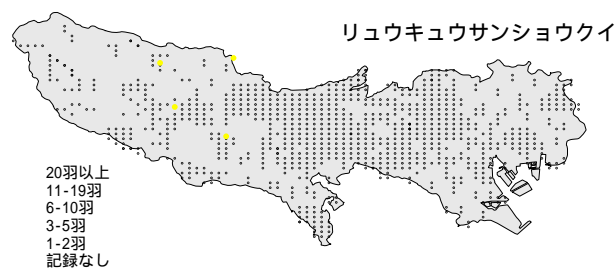 リュウキュウサンショウクイ
20羽以上
11-19羽
6-10羽
3-5羽
1-2羽
記録なし